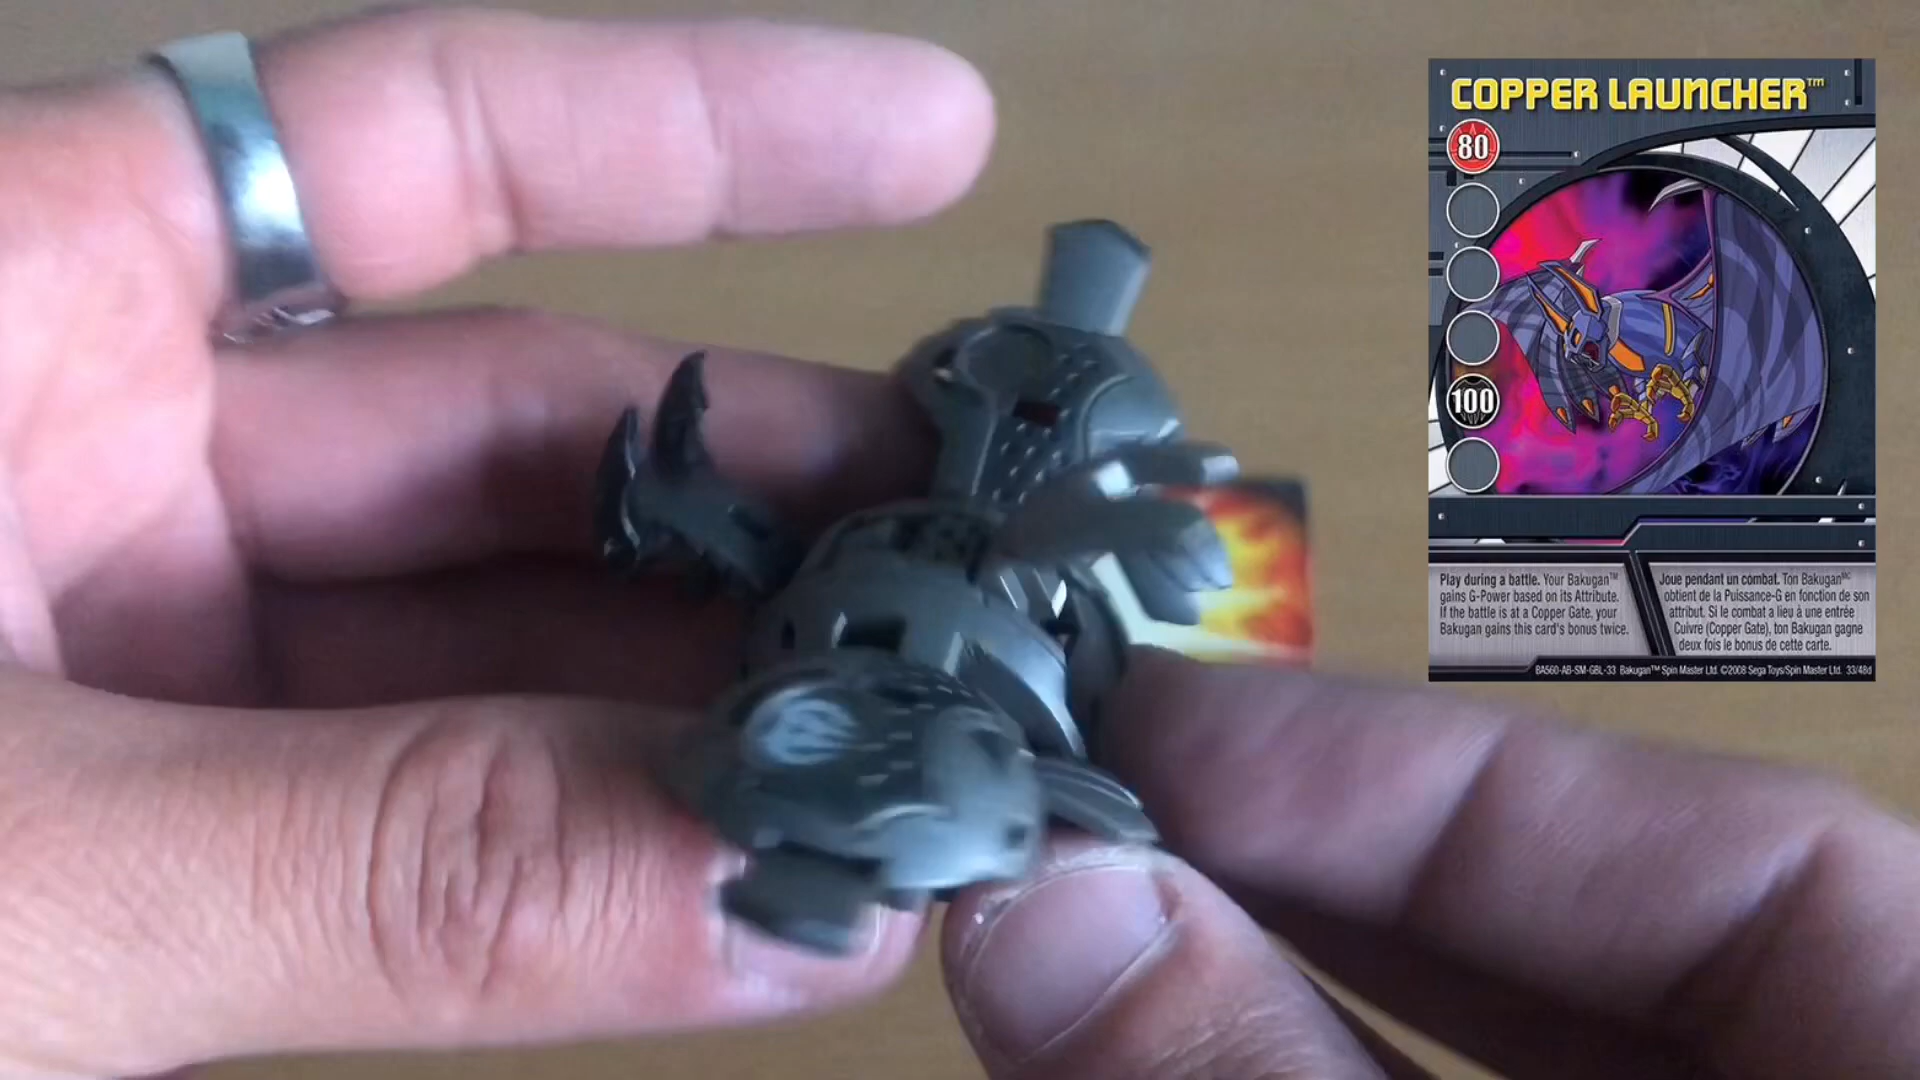 COPPER LAUNCHER™
80
100
Play during a battle. Your Bakugan™
gains G-Power based on its Attribute.
If the battle is at a Copper Gate, your
Bakugan gains this card's bonus twice.
Joue pendant un combat. Ton Bakuganᴹᶜ
obtient de la Puissance-G en fonction de son
attribut. Si le combat a lieu à une entrée
Cuivre (Copper Gate), ton Bakugan gagne
deux fois le bonus de cette carte.
BA560-AB-SM-GBL-33 Bakugan™ Spin Master Ltd. ©2008 Sega Toys/Spin Master Ltd. 33/48d